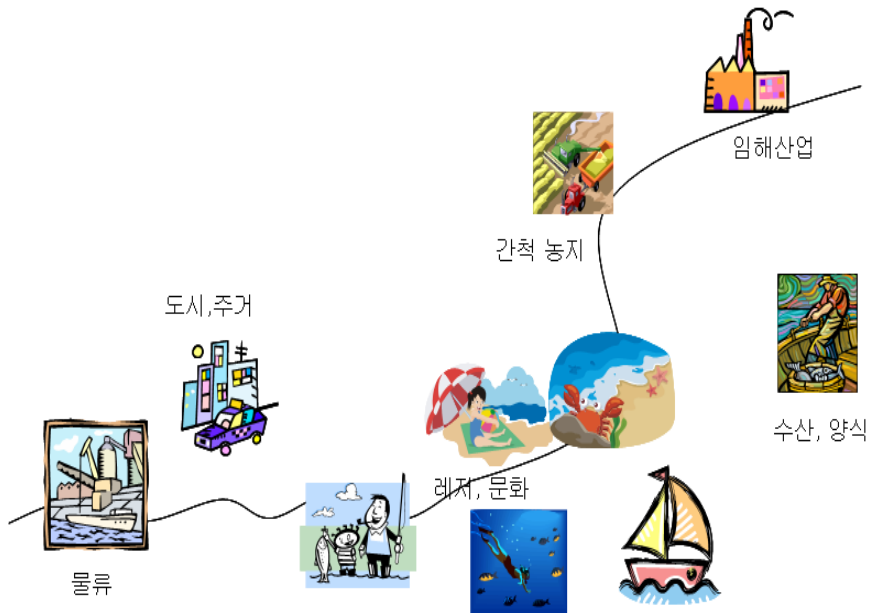 임해산업
간척 농지
도시,주거
수산, 양식
레저, 문화
물류